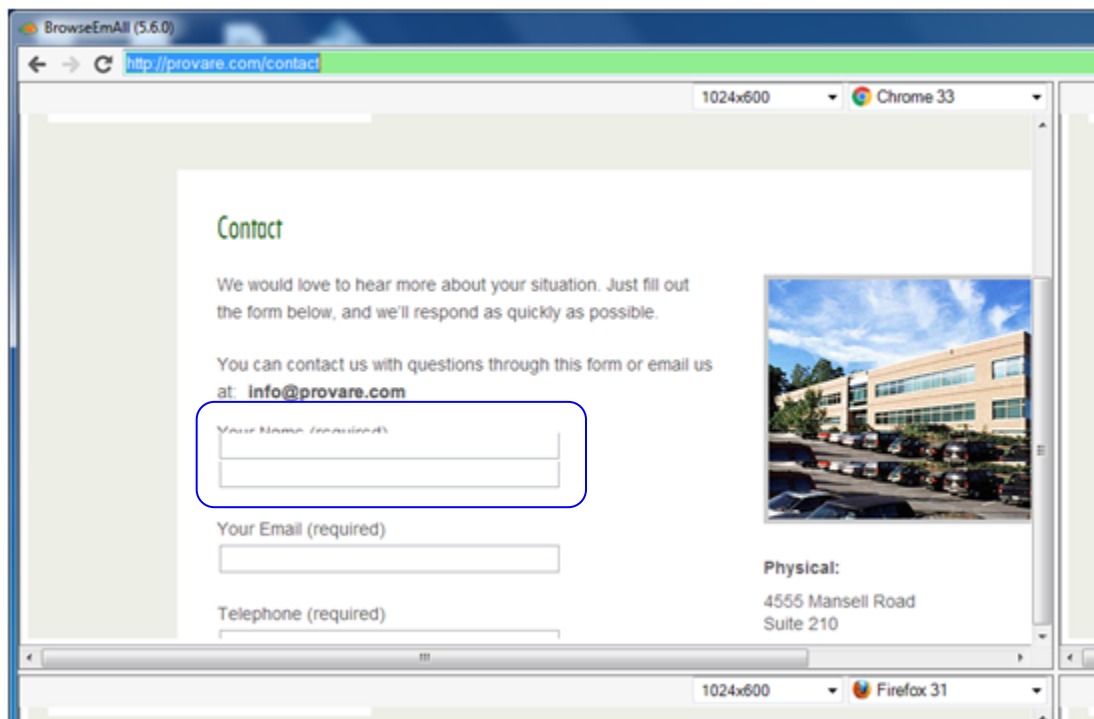 BrowseEmAll (5.6.0)
http://provare.com/contact
1024x600
Chrome 33
Contact
We would love to hear more about your situation. Just fill out
the form below, and we'll respond as quickly as possible.
You can contact us with questions through this form or email us
at: info@provare.com
Your Name (required)
Your Email (required)
Telephone (required)
Physical:
4555 Mansell Road
Suite 210
1024x600
Firefox 31